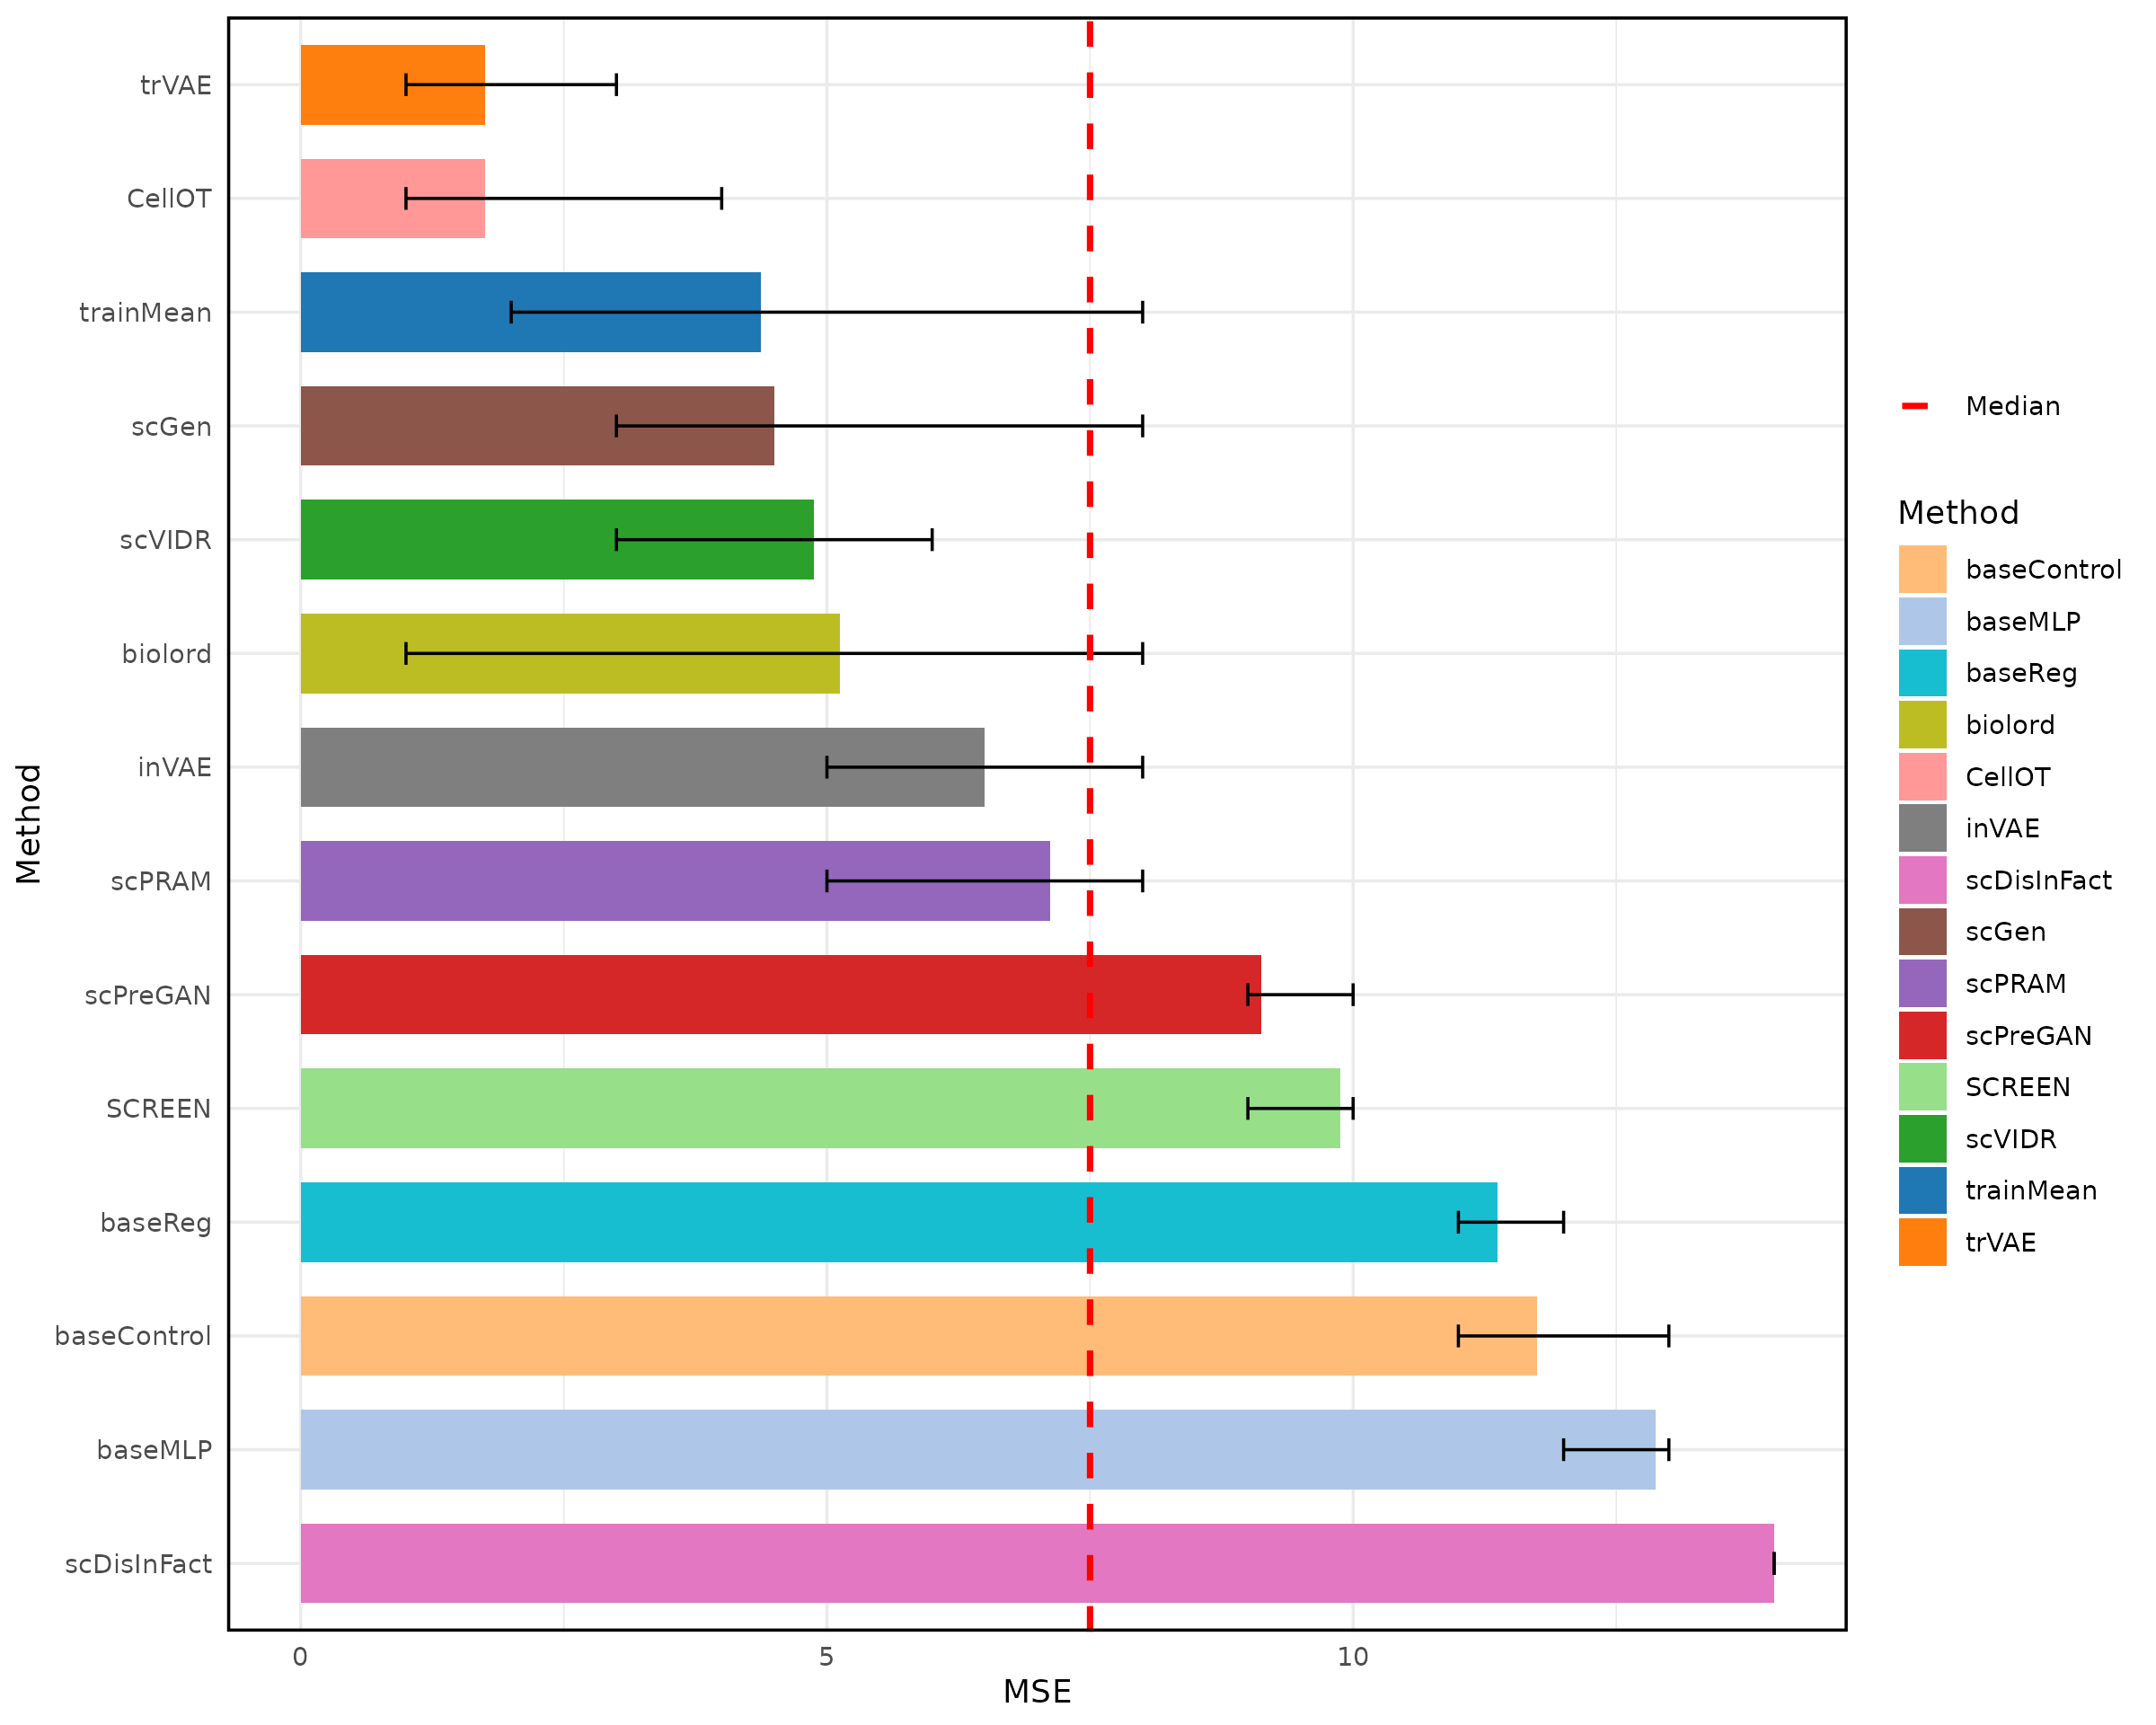 Method
trVAE
CellOT
trainMean
scGen
scVIDR
biolord
inVAE
scPRAM
scPreGAN
SCREEN
baseReg
baseControl
baseMLP
scDisInFact
0
5
10
MSE
Median
Method
baseControl
baseMLP
baseReg
biolord
CellOT
inVAE
scDisInFact
scGen
scPRAM
scPreGAN
SCREEN
scVIDR
trainMean
trVAE